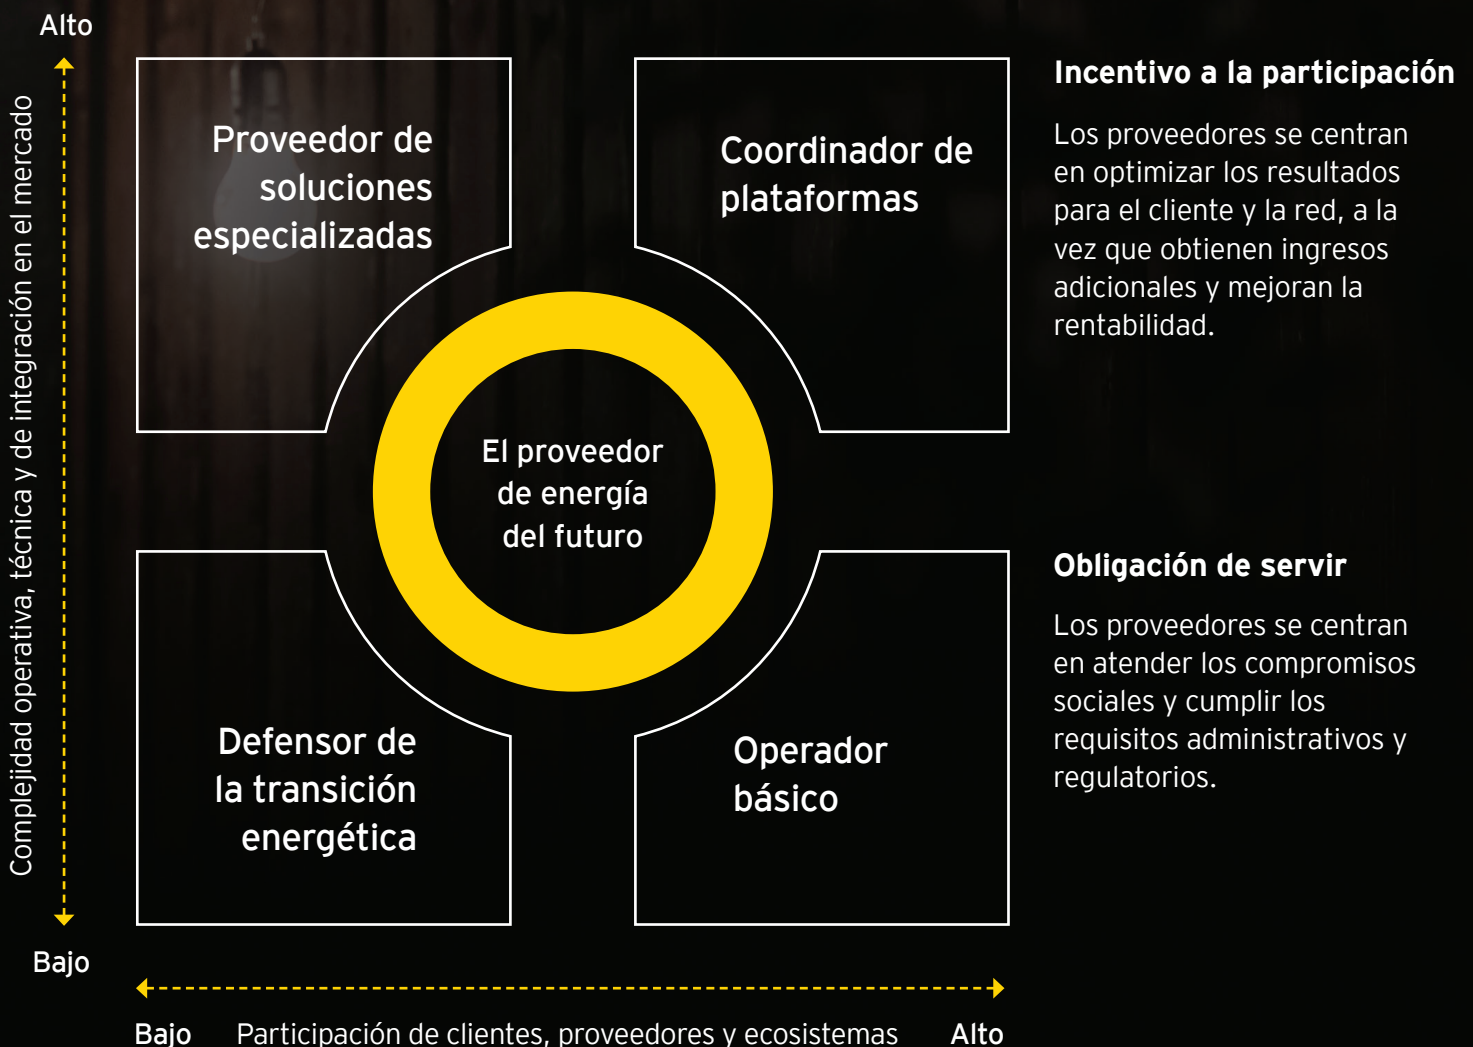 Alto
Complejidad operativa, técnica y de integración en el mercado
Bajo
Proveedor de
soluciones
especializadas
Coordinador de
plataformas
El proveedor
de energía
del futuro
Defensor de
la transición
energética
Operador
básico
Incentivo a la participación
Los proveedores se centran
en optimizar los resultados
para el cliente y la red, a la
vez que obtienen ingresos
adicionales y mejoran la
rentabilidad.
Obligación de servir
Los proveedores se centran
en atender los compromisos
sociales y cumplir los
requisitos administrativos y
regulatorios.
Bajo Participación de clientes, proveedores y ecosistemas Alto